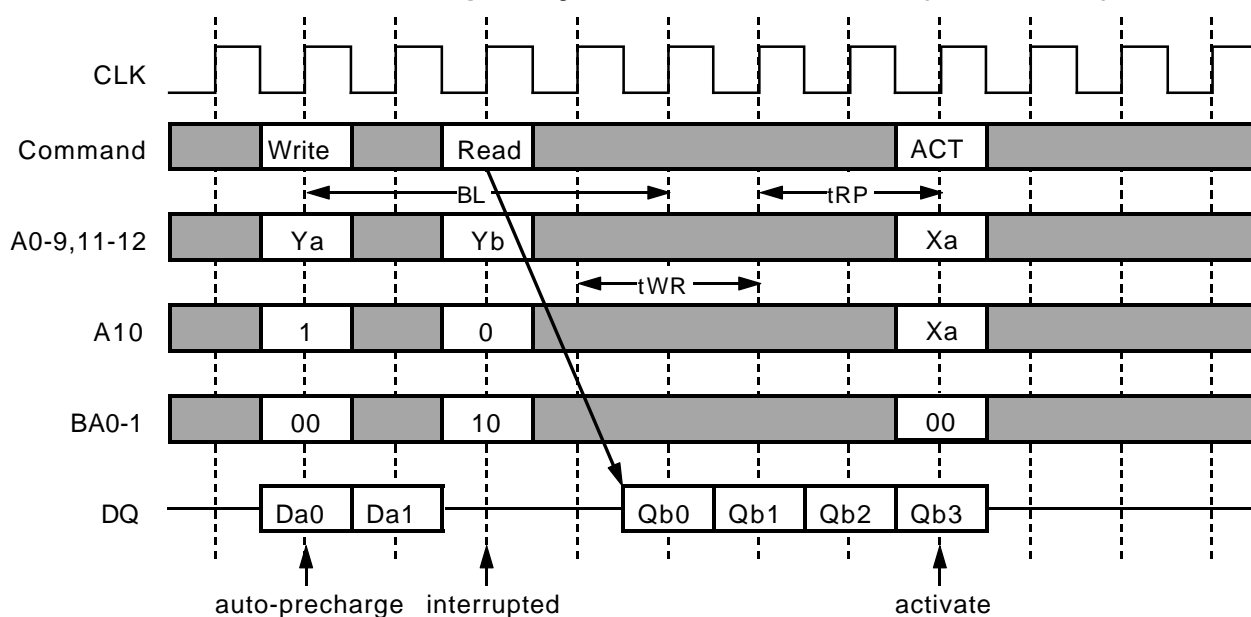 CLK
Command Write Read ACT
BL tRP
A0-9,11-12 Ya Yb Xa
tWR
A10 1 0 Xa
BA0-1 00 10 00
DQ Da0 Da1 Qb0 Qb1 Qb2 Qb3
auto-precharge interrupted activate